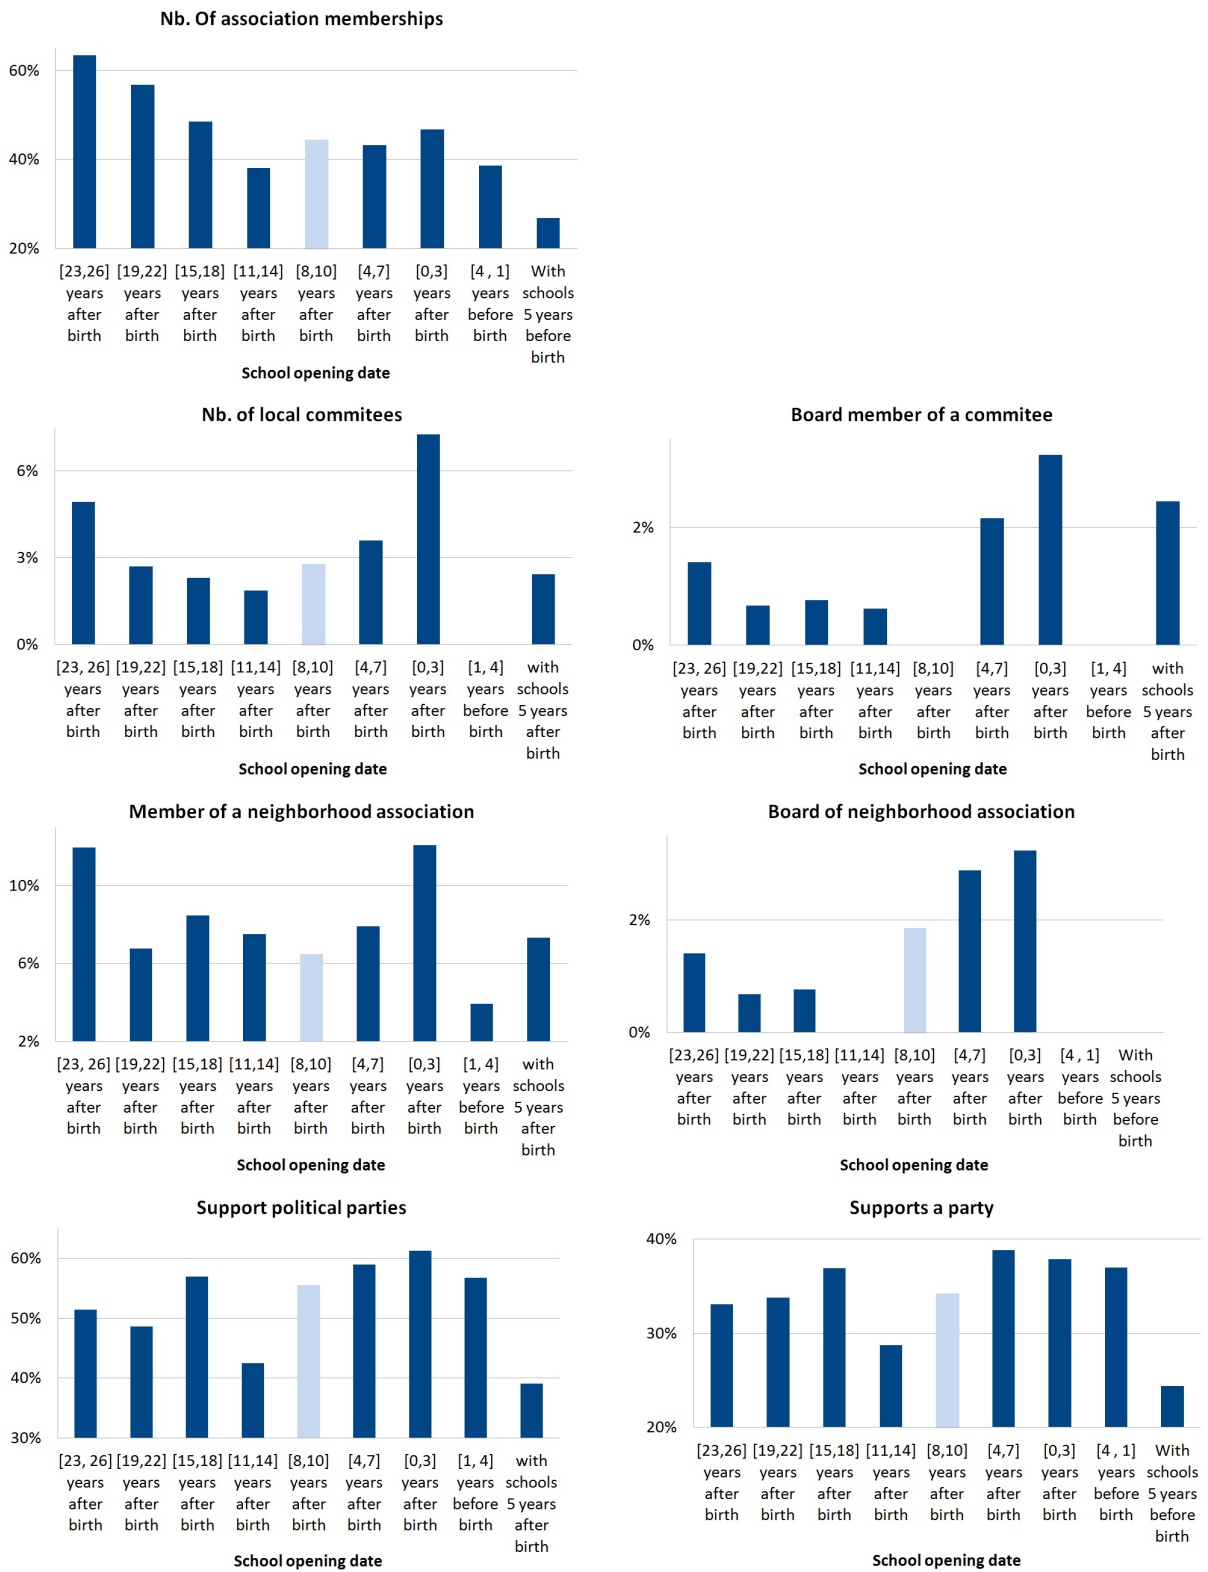 Nb. Of association memberships
60%
40%
20%
[23,26] [19,22] [15,18] [11,14] [8,10] [4,7] [0,3] [4 , 1] With
years years years years years years years years schools
after after after after after after after before 5 years
birth birth birth birth birth birth birth birth before
birth
School opening date
Nb. of local commitees
6%
3%
0%
[23, 26] [19,22] [15,18] [11,14] [8,10] [4,7] [0,3] [1, 4] with
years years years years years years years years schools
after after after after after after after before 5 years
birth birth birth birth birth birth birth birth after
birth
School opening date
Board member of a commitee
2%
0%
[23, 26] [19,22] [15,18] [11,14] [8,10] [4,7] [0,3] [1, 4] with
years years years years years years years years schools
after after after after after after after before 5 years
birth birth birth birth birth birth birth birth after
birth
School opening date
Member of a neighborhood association
10%
6%
2%
[23, 26] [19,22] [15,18] [11,14] [8,10] [4,7] [0,3] [1, 4] with
years years years years years years years years schools
after after after after after after after before 5 years
birth birth birth birth birth birth birth birth after
birth
School opening date
Board of neighborhood association
2%
0%
[23,26] [19,22] [15,18] [11,14] [8,10] [4,7] [0,3] [4 , 1] With
years years years years years years years years schools
after after after after after after after before 5 years
birth birth birth birth birth birth birth birth before
birth
School opening date
Support political parties
60%
50%
40%
30%
[23, 26] [19,22] [15,18] [11,14] [8,10] [4,7] [0,3] [1, 4] with
years years years years years years years years schools
after after after after after after after before 5 years
birth birth birth birth birth birth birth birth after
birth
School opening date
Supports a party
40%
30%
20%
[23,26] [19,22] [15,18] [11,14] [8,10] [4,7] [0,3] [4 , 1] With
years years years years years years years years schools
after after after after after after after before 5 years
birth birth birth birth birth birth birth birth before
birth
School opening date